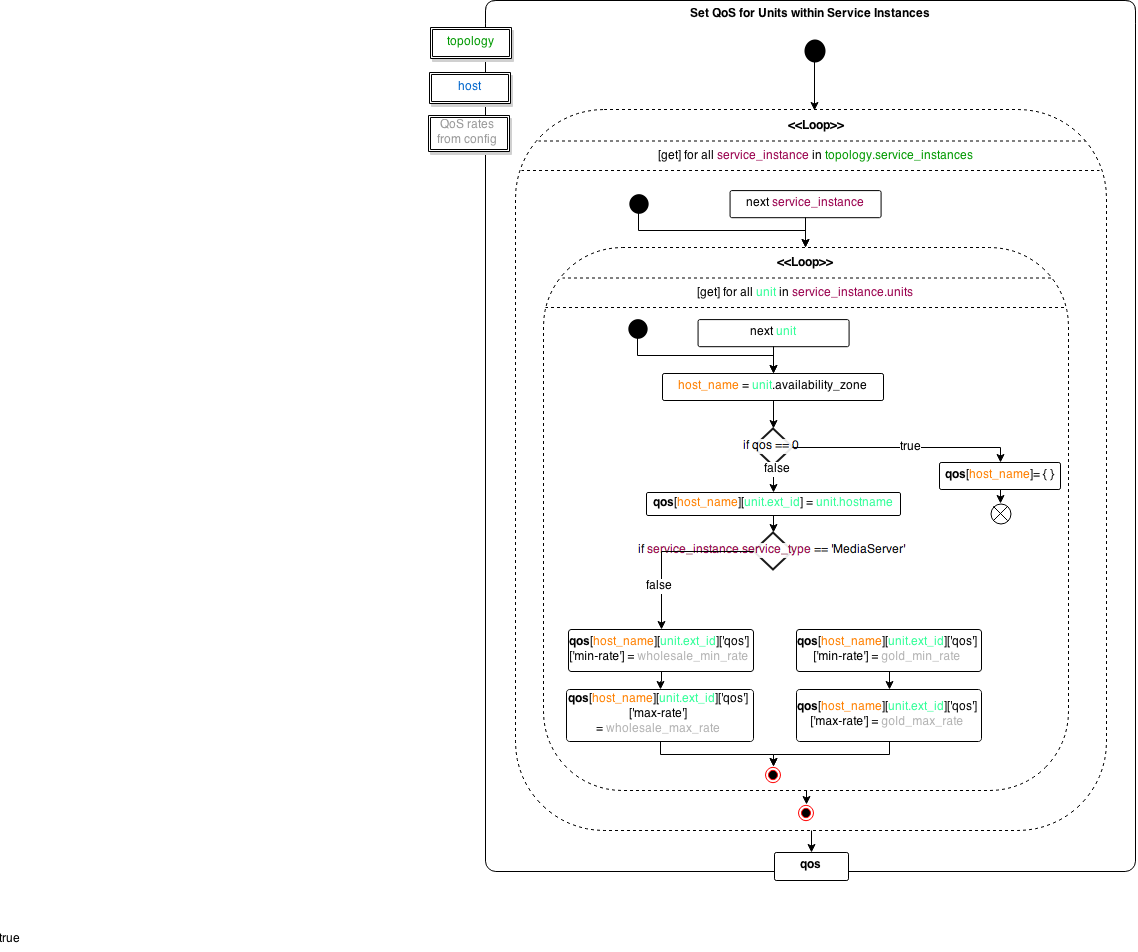 Set QoS for Units within Service Instances
topology
host
QoS rates
from config
<<Loop>>
[get] for all service_instance in topology.service_instances
next service_instance
<<Loop>>
[get] for all unit in service_instance.units
next unit
host_name = unit.availability_zone
if qos == 0
true
false
qos[host_name]={ }
qos[host_name][unit.ext_id] = unit.hostname
if service_instance.service_type == 'MediaServer'
false
qos[host_name][unit.ext_id]['qos']
['min-rate'] = wholesale_min_rate
qos[host_name][unit.ext_id]['qos']
['min-rate'] = gold_min_rate
qos[host_name][unit.ext_id]['qos']
['max-rate']
= wholesale_max_rate
qos[host_name][unit.ext_id]['qos']
['max-rate'] = gold_max_rate
qos
true